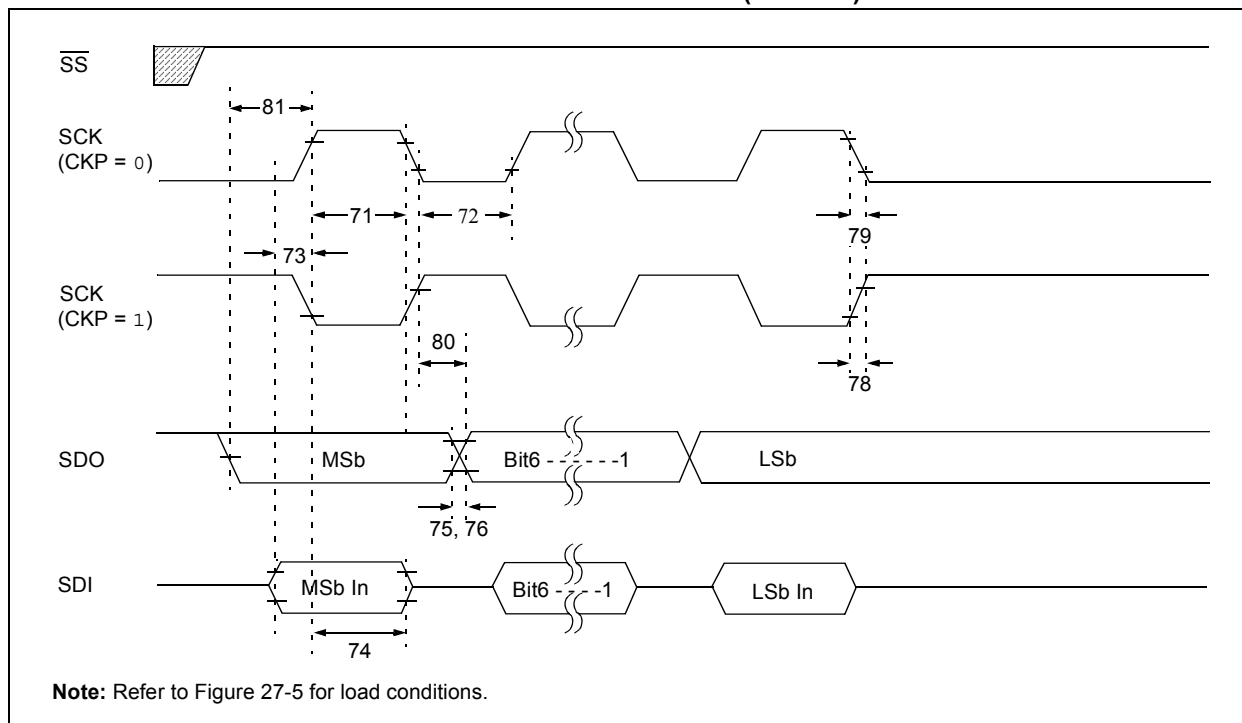 SS
81
SCK
(CKP = 0)
71
72
79
73
SCK
(CKP = 1)
80
78
SDO
MSb
Bit6 - - - - - - -1
LSb
75, 76
SDI
MSb In
Bit6 - - - - -1
LSb In
74
Note: Refer to Figure 27-5 for load conditions.